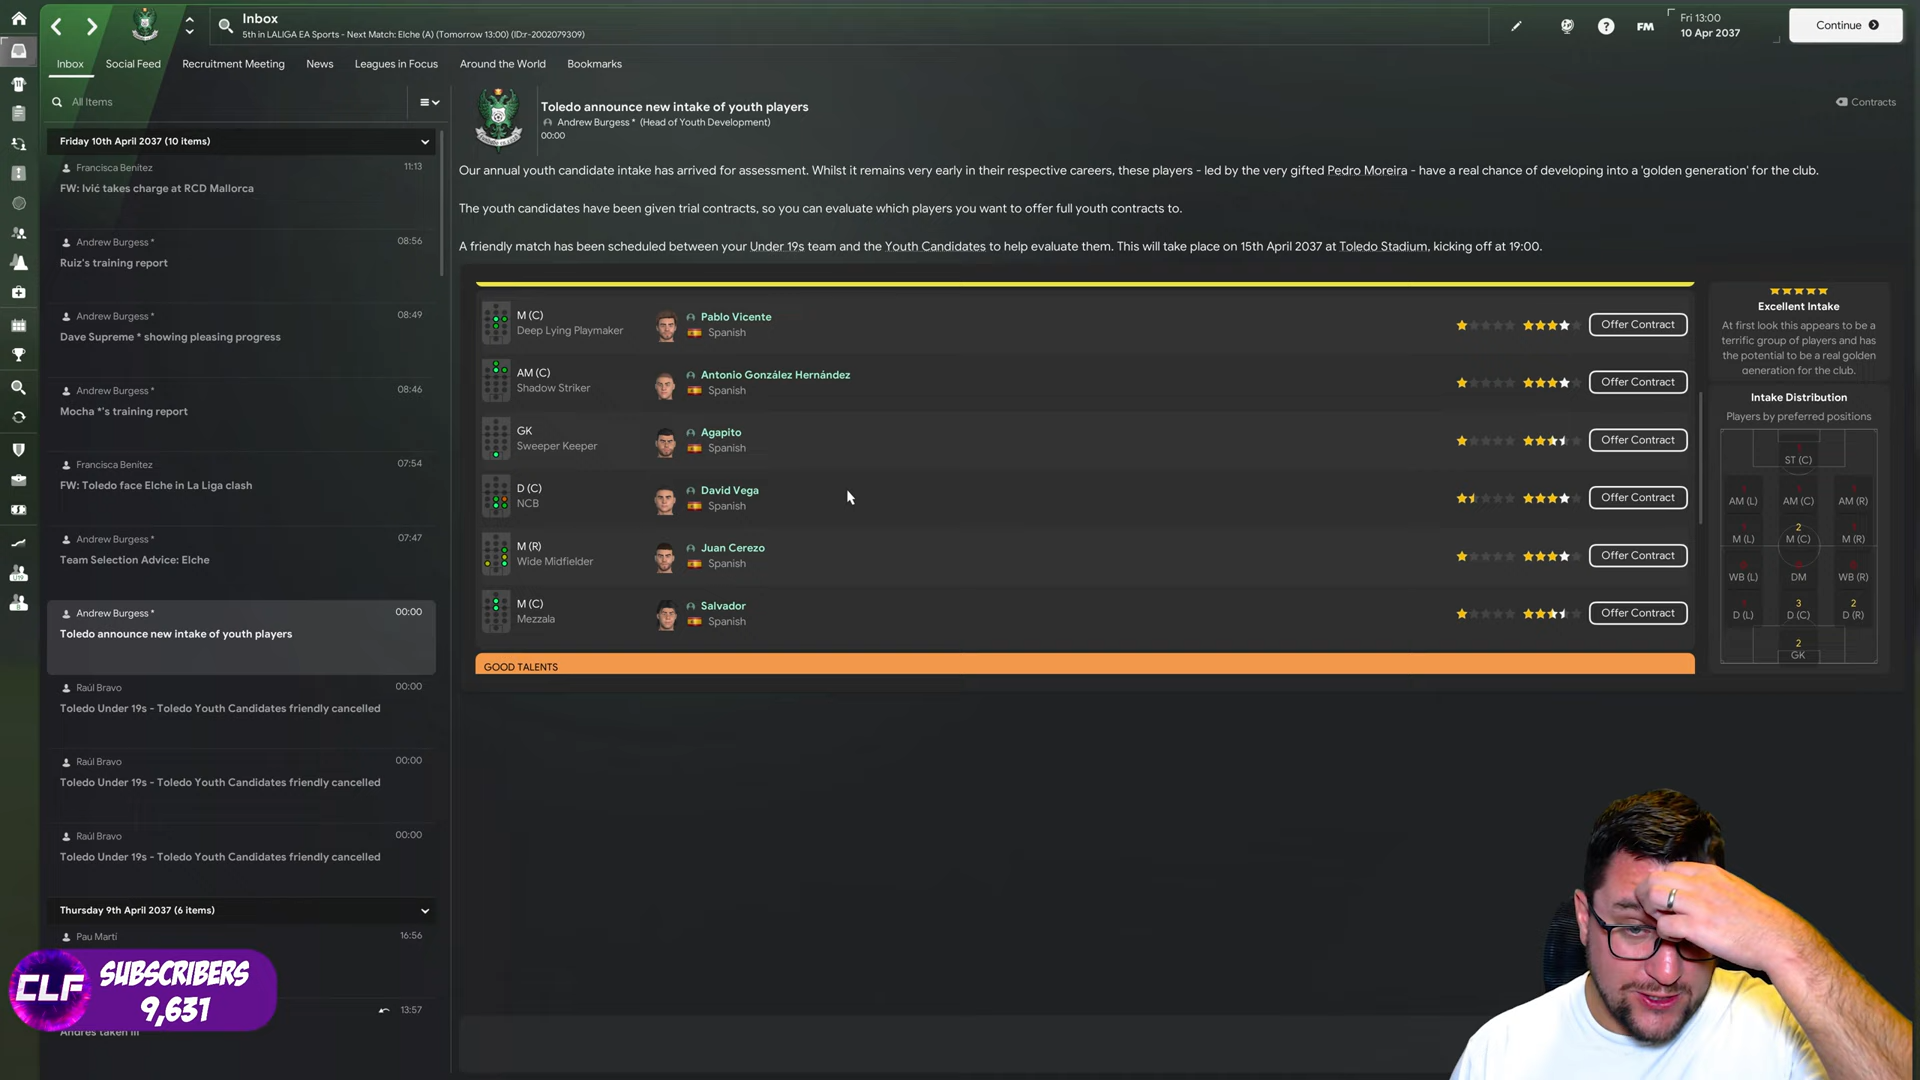 Inbox
5th in LALIGA EA Sports - Next Match: Elche (A) (Tomorrow 13:00) (ID:r-2002079309)
FM
Fri 13:00
10 Apr 2037
Continue
Inbox
Social Feed
Recruitment Meeting
News
Leagues in Focus
Around the World
Bookmarks
All Items
Friday 10th April 2037 (10 items)
Francisca Benítez
11:13
FW: Ivić takes charge at RCD Mallorca
Andrew Burgess *
08:56
Ruiz's training report
Andrew Burgess *
08:49
Dave Supreme * showing pleasing progress
Andrew Burgess *
08:46
Mocha *'s training report
Francisca Benítez
07:54
FW: Toledo face Elche in La Liga clash
Andrew Burgess *
07:47
Team Selection Advice: Elche
Andrew Burgess *
00:00
Toledo announce new intake of youth players
Raúl Bravo
00:00
Toledo Under 19s - Toledo Youth Candidates friendly cancelled
Raúl Bravo
00:00
Toledo Under 19s - Toledo Youth Candidates friendly cancelled
Raúl Bravo
00:00
Toledo Under 19s - Toledo Youth Candidates friendly cancelled
Thursday 9th April 2037 (6 items)
Pau Martí
16:56
13:57
CLF
SUBSCRIBERS
9,631
Toledo announce new intake of youth players
Andrew Burgess * (Head of Youth Development)
00:00
Contracts
Our annual youth candidate intake has arrived for assessment. Whilst it remains very early in their respective careers, these players - led by the very gifted Pedro Moreira - have a real chance of developing into a 'golden generation' for the club.
The youth candidates have been given trial contracts, so you can evaluate which players you want to offer full youth contracts to.
A friendly match has been scheduled between your Under 19s team and the Youth Candidates to help evaluate them. This will take place on 15th April 2037 at Toledo Stadium, kicking off at 19:00.
M (C)
Deep Lying Playmaker
Pablo Vicente
Spanish
Offer Contract
AM (C)
Shadow Striker
Antonio González Hernández
Spanish
Offer Contract
GK
Sweeper Keeper
Agapito
Spanish
Offer Contract
D (C)
NCB
David Vega
Spanish
Offer Contract
M (R)
Wide Midfielder
Juan Cerezo
Spanish
Offer Contract
M (C)
Mezzala
Salvador
Spanish
Offer Contract
GOOD TALENTS
Excellent Intake
At first look this appears to be a
terrific group of players and has
the potential to be a real golden
generation for the club.
Intake Distribution
Players by preferred positions
ST (C)
AM (L)
AM (C)
AM (R)
2
M (L)
M (C)
M (R)
WB (L)
DM
WB (R)
3
2
D (L)
D (C)
D (R)
2
GK
U19